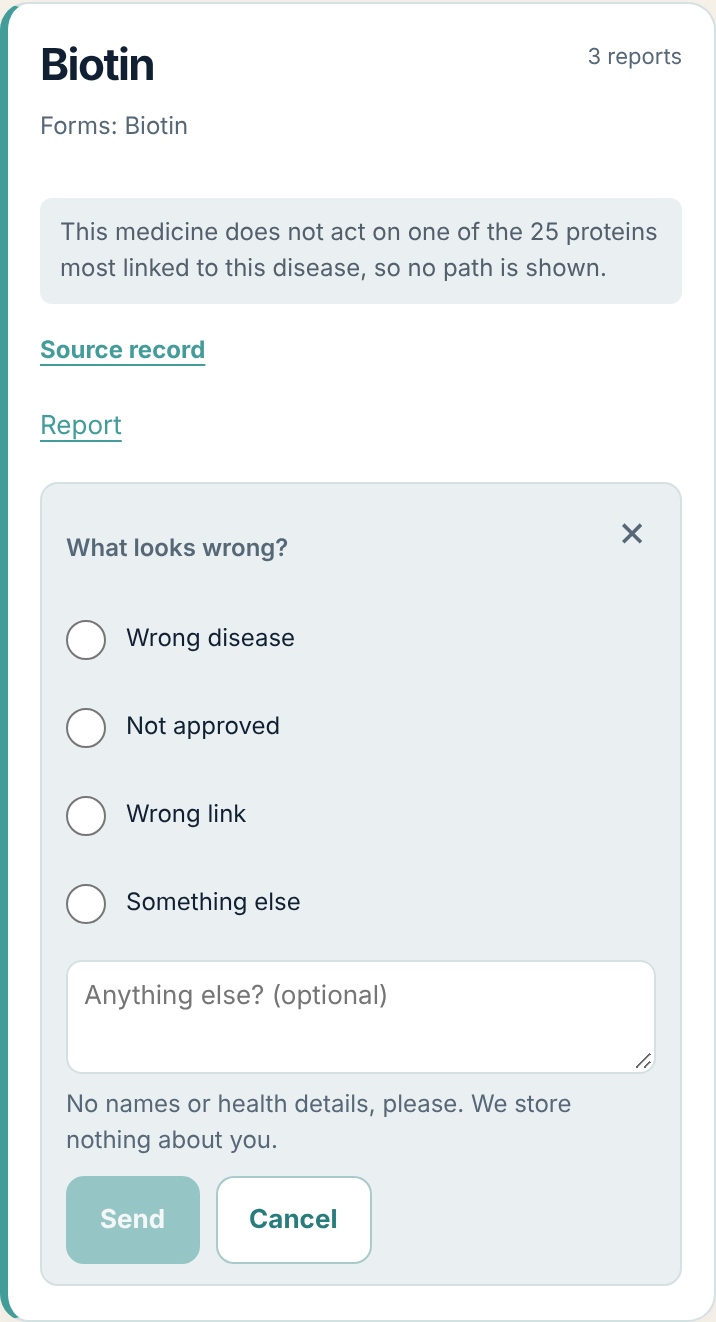 Biotin
3 reports
Forms: Biotin
This medicine does not act on one of the 25 proteins
most linked to this disease, so no path is shown.
Source record
Report
What looks wrong?
Wrong disease
Not approved
Wrong link
Something else
Anything else? (optional)
No names or health details, please. We store
nothing about you.
Send
Cancel